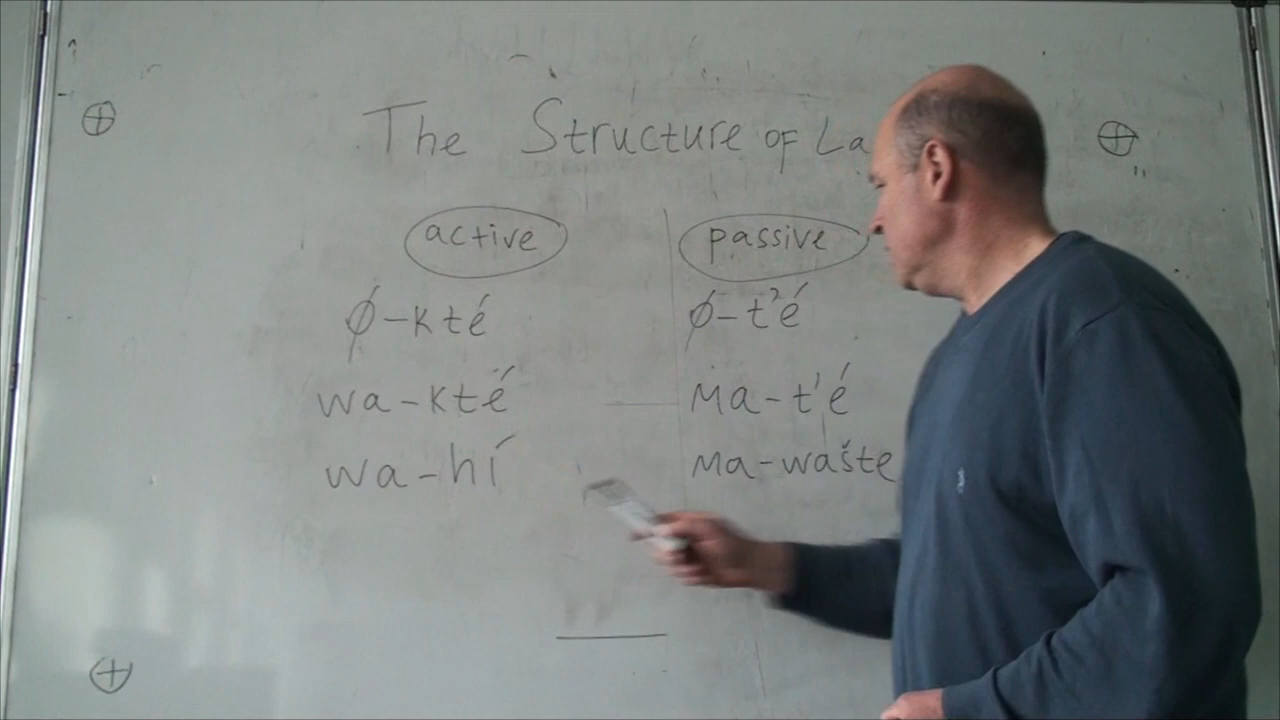 The Structure of La
active passive
ǿ-kté ǿ-t'é
wa-kté ma-t'é
wa-hí ma-wašte